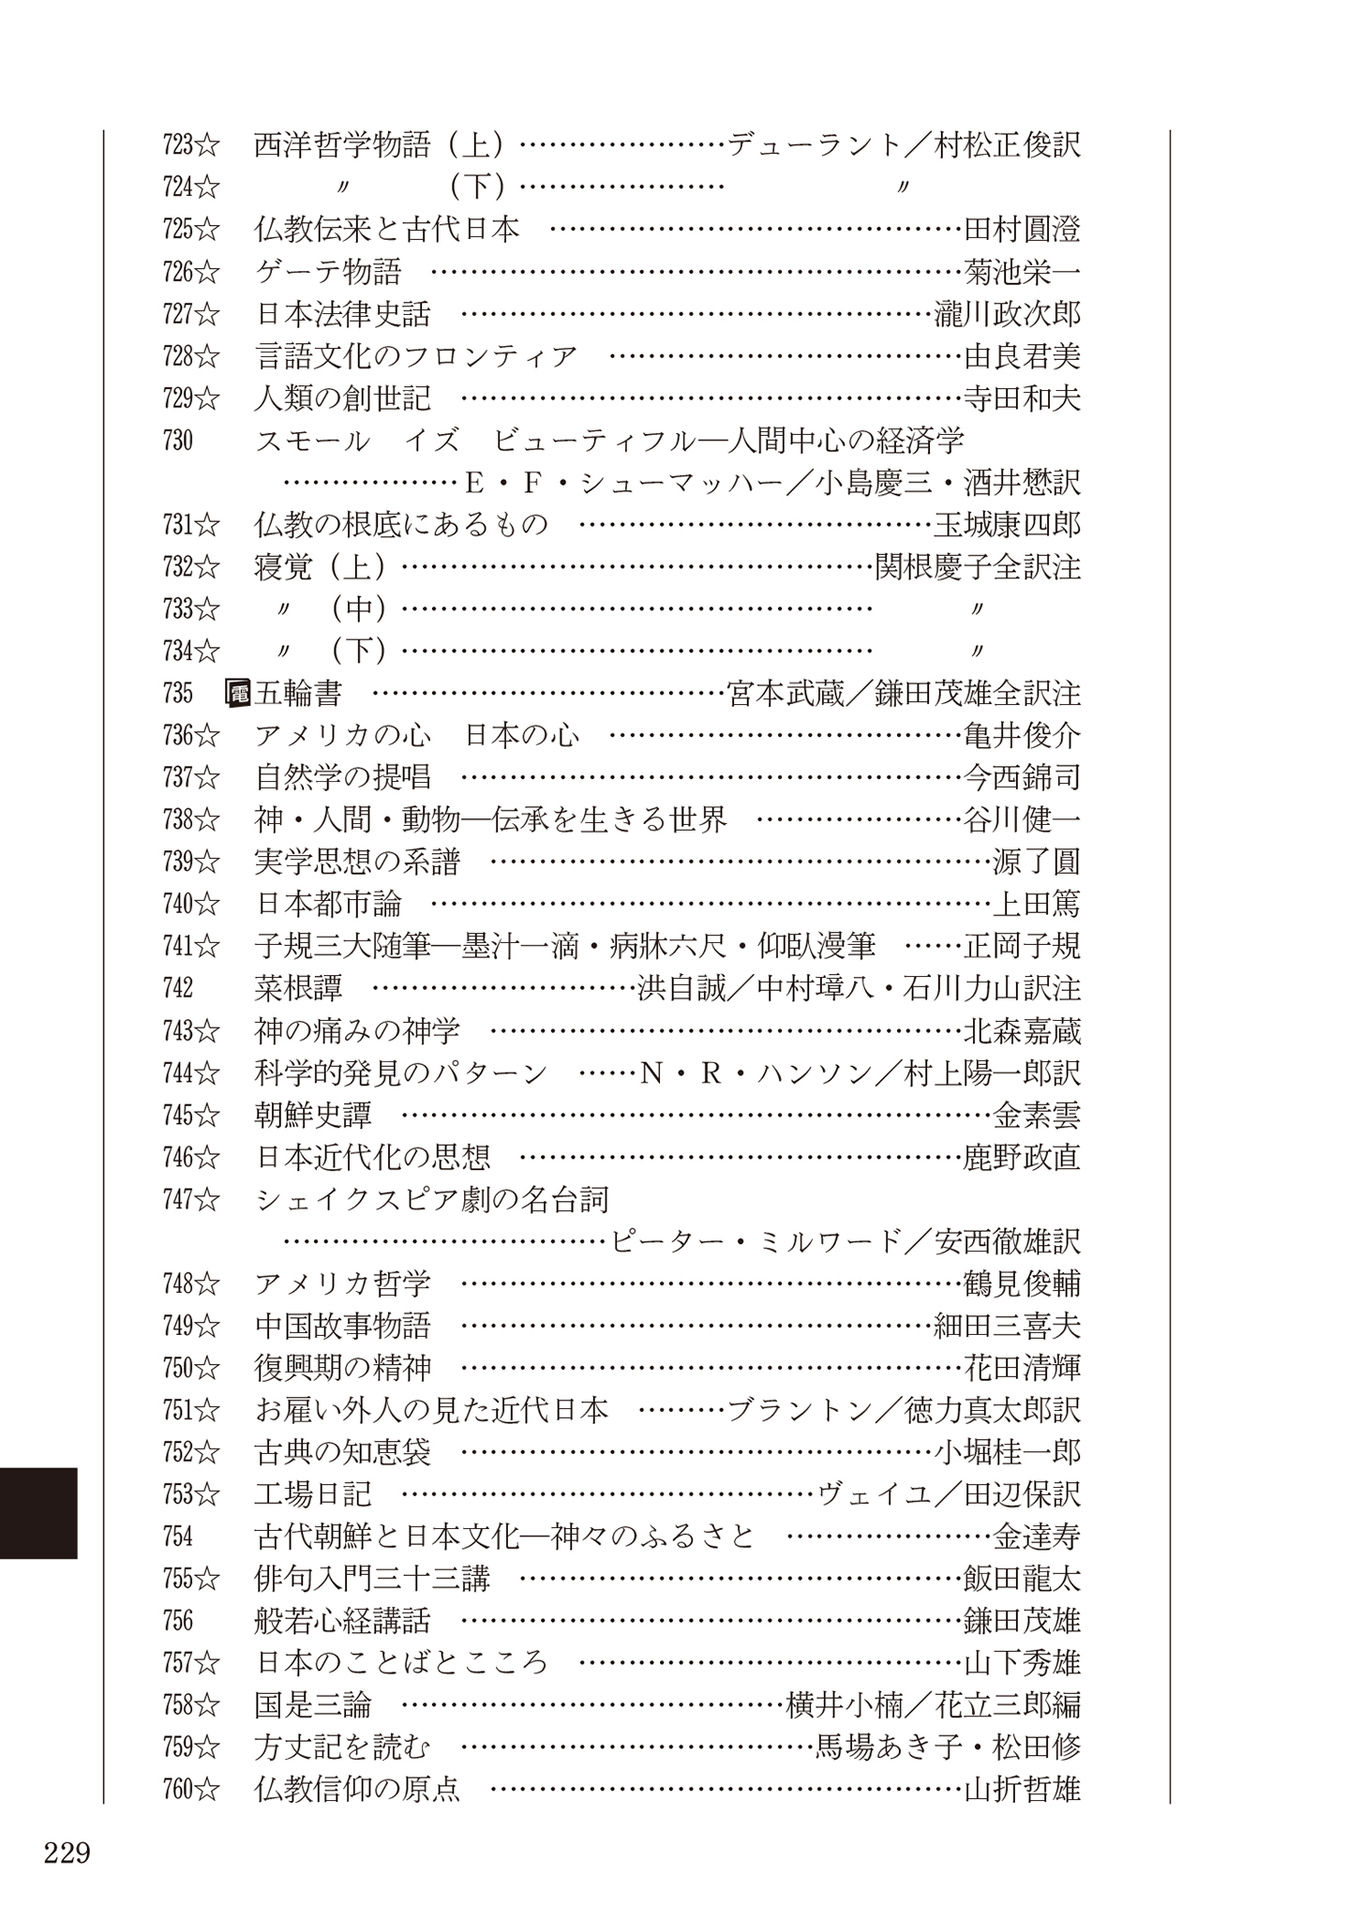 723☆ 西洋哲学物語（上）…………………デューラント／村松正俊訳
724☆ 〃 （下）………………… 〃
725☆ 仏教伝来と古代日本 ……………………………………田村圓澄
726☆ ゲーテ物語 ………………………………………………菊池栄一
727☆ 日本法律史話 …………………………………………瀧川政次郎
728☆ 言語文化のフロンティア ………………………………由良君美
729☆ 人類の創世記 ……………………………………………寺田和夫
730 スモール イズ ビューティフル―人間中心の経済学
………………Ｅ・Ｆ・シューマッハー／小島慶三・酒井懋訳
731☆ 仏教の根底にあるもの ………………………………玉城康四郎
732☆ 寝覚（上）…………………………………………関根慶子全訳注
733☆ 〃 （中）………………………………………… 〃
734☆ 〃 （下）………………………………………… 〃
735 電五輪書 ………………………………宮本武蔵／鎌田茂雄全訳注
736☆ アメリカの心 日本の心 ………………………………亀井俊介
737☆ 自然学の提唱 ……………………………………………今西錦司
738☆ 神・人間・動物―伝承を生きる世界 …………………谷川健一
739☆ 実学思想の系譜 ……………………………………………源了圓
740☆ 日本都市論 …………………………………………………上田篤
741☆ 子規三大随筆―墨汁一滴・病牀六尺・仰臥漫筆 ……正岡子規
742 菜根譚 …………………………洪自誠／中村璋八・石川力山訳注
743☆ 神の痛みの神学 …………………………………………北森嘉蔵
744☆ 科学的発見のパターン ……Ｎ・Ｒ・ハンソン／村上陽一郎訳
745☆ 朝鮮史譚 ……………………………………………………金素雲
746☆ 日本近代化の思想 ………………………………………鹿野政直
747☆ シェイクスピア劇の名台詞
……………………………ピーター・ミルワード／安西徹雄訳
748☆ アメリカ哲学 ……………………………………………鶴見俊輔
749☆ 中国故事物語 …………………………………………細田三喜夫
750☆ 復興期の精神 ……………………………………………花田清輝
751☆ お雇い外人の見た近代日本 ………ブラントン／徳力真太郎訳
752☆ 古典の知恵袋 …………………………………………小堀桂一郎
753☆ 工場日記 ……………………………………ヴェイユ／田辺保訳
754 古代朝鮮と日本文化―神々のふるさと …………………金達寿
755☆ 俳句入門三十三講 ………………………………………飯田龍太
756 般若心経講話 ……………………………………………鎌田茂雄
757☆ 日本のことばとこころ …………………………………山下秀雄
758☆ 国是三論 …………………………………横井小楠／花立三郎編
759☆ 方丈記を読む ………………………………馬場あき子・松田修
760☆ 仏教信仰の原点 …………………………………………山折哲雄
229